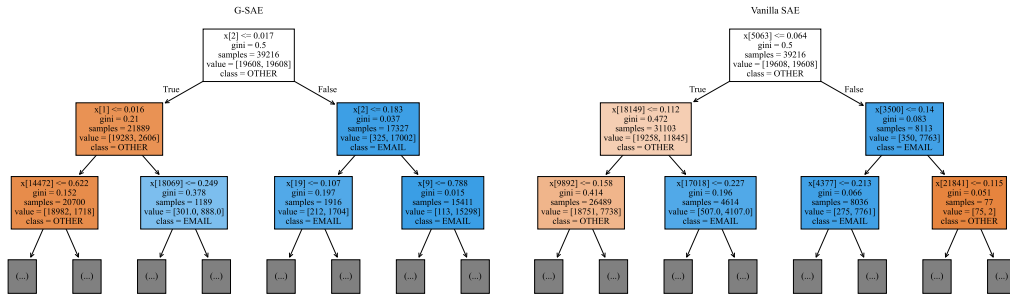 G-SAE
x[2] <= 0.017
gini = 0.5
samples = 39216
value = [19608, 19608]
class = OTHER
True
False
x[1] <= 0.016
gini = 0.21
samples = 21889
value = [19283, 2606]
class = OTHER
x[2] <= 0.183
gini = 0.037
samples = 17327
value = [325, 17002]
class = EMAIL
x[14472] <= 0.622
gini = 0.152
samples = 20700
value = [18982, 1718]
class = OTHER
x[18069] <= 0.249
gini = 0.378
samples = 1189
value = [301.0, 888.0]
class = EMAIL
x[19] <= 0.107
gini = 0.197
samples = 1916
value = [212, 1704]
class = EMAIL
x[9] <= 0.788
gini = 0.015
samples = 15411
value = [113, 15298]
class = EMAIL
(...)
(...)
(...)
(...)
(...)
(...)
(...)
(...)
Vanilla SAE
x[5063] <= 0.064
gini = 0.5
samples = 39216
value = [19608, 19608]
class = OTHER
True
False
x[18149] <= 0.112
gini = 0.472
samples = 31103
value = [19258, 11845]
class = OTHER
x[3500] <= 0.14
gini = 0.083
samples = 8113
value = [350, 7763]
class = EMAIL
x[9892] <= 0.158
gini = 0.414
samples = 26489
value = [18751, 7738]
class = OTHER
x[17018] <= 0.227
gini = 0.196
samples = 4614
value = [507.0, 4107.0]
class = EMAIL
x[4377] <= 0.213
gini = 0.066
samples = 8036
value = [275, 7761]
class = EMAIL
x[21841] <= 0.115
gini = 0.051
samples = 77
value = [75, 2]
class = OTHER
(...)
(...)
(...)
(...)
(...)
(...)
(...)
(...)